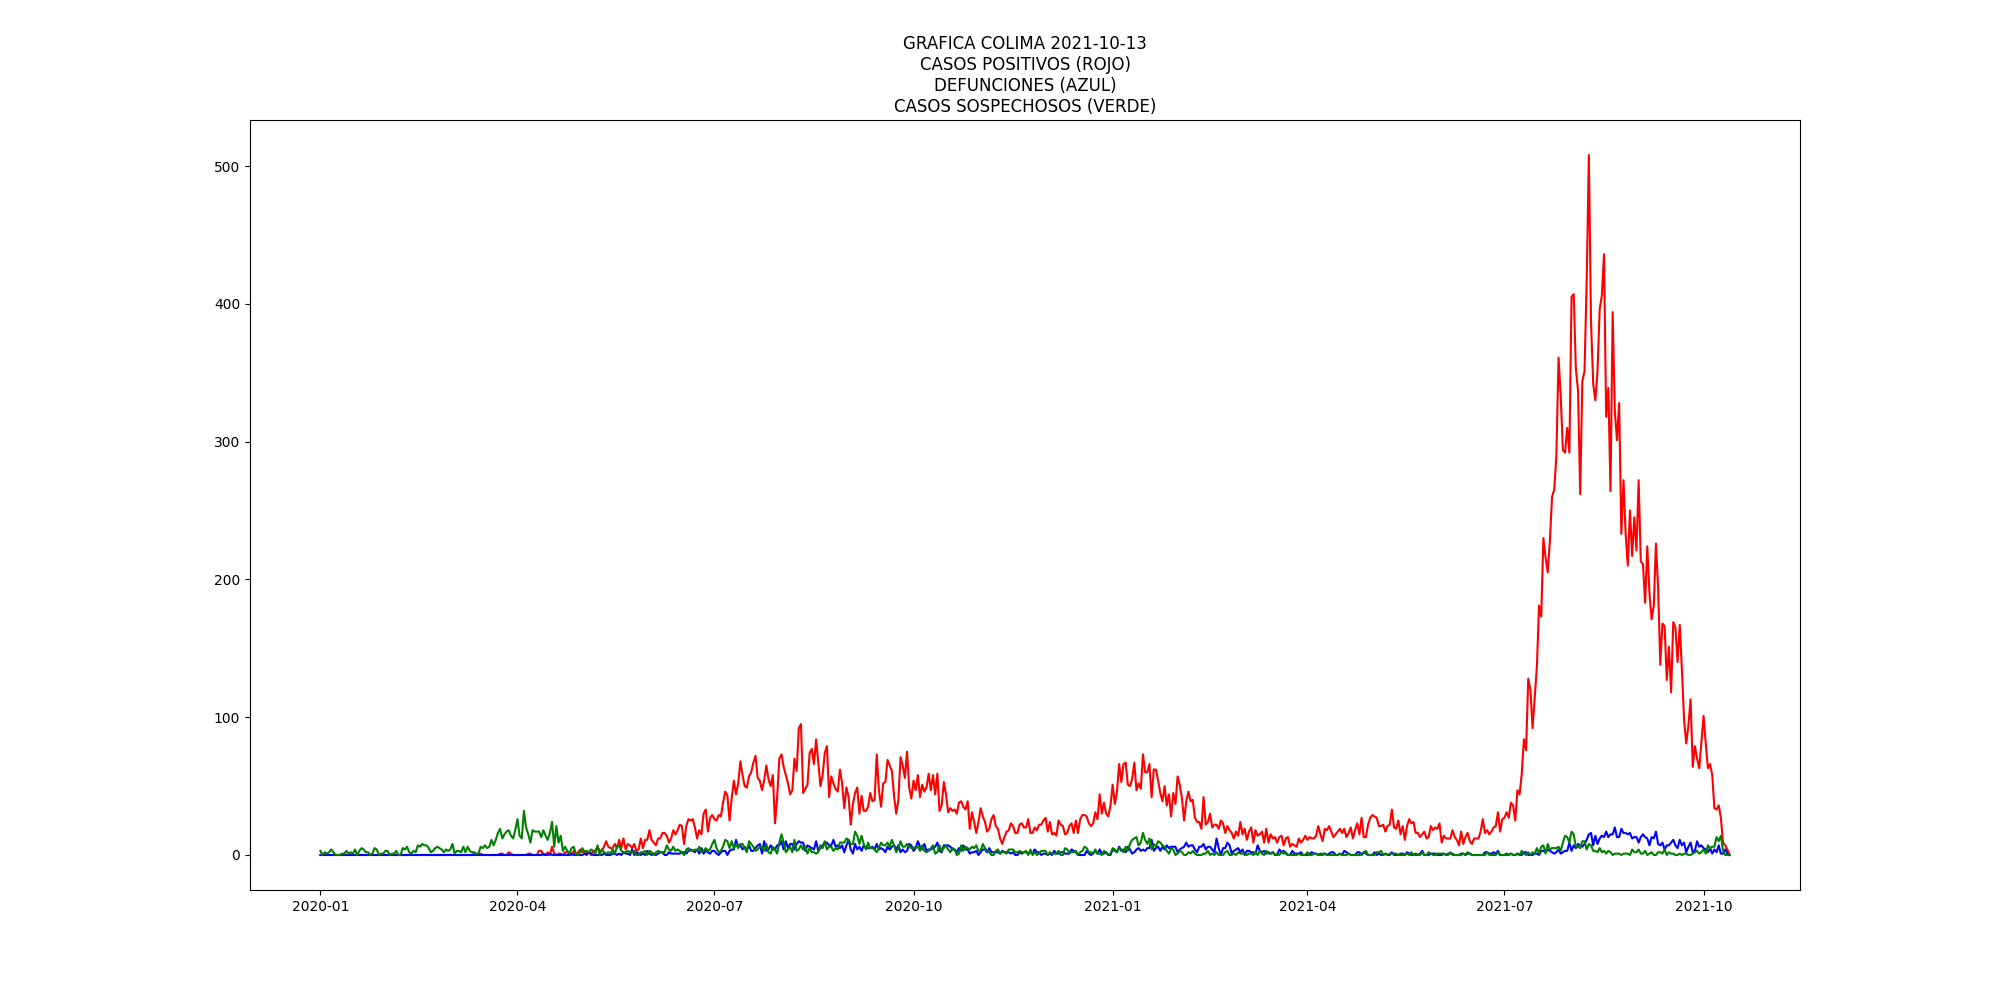 GRAFICA COLIMA 2021-10-13
CASOS POSITIVOS (ROJO)
DEFUNCIONES (AZUL)
CASOS SOSPECHOSOS (VERDE)
500
400
300
200
100
0
2020-01 2020-04 2020-07 2020-10 2021-01 2021-04 2021-07 2021-10